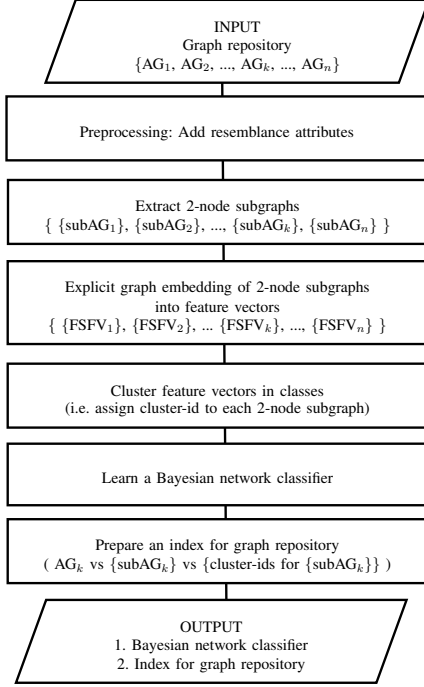 INPUT
Graph repository
{AG₁, AG₂, ..., AGₖ, ..., AGₙ}
Preprocessing: Add resemblance attributes
Extract 2-node subgraphs
{ {subAG₁}, {subAG₂}, ..., {subAGₖ}, {subAGₙ} }
Explicit graph embedding of 2-node subgraphs
into feature vectors
{ {FSFV₁}, {FSFV₂}, ... {FSFVₖ}, ..., {FSFVₙ} }
Cluster feature vectors in classes
(i.e. assign cluster-id to each 2-node subgraph)
Learn a Bayesian network classifier
Prepare an index for graph repository
( AGₖ vs {subAGₖ} vs {cluster-ids for {subAGₖ}} )
OUTPUT
1. Bayesian network classifier
2. Index for graph repository